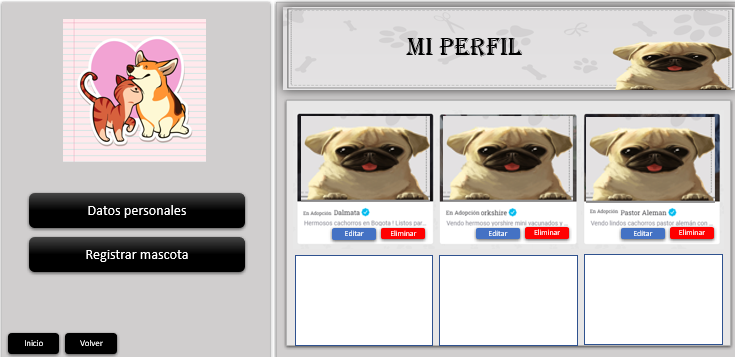 MI PERFIL
Datos personales
Registrar mascota
Inicio
Volver
En Adopción Dalmata
Hermosos cachorros en Bogota ! Listos par...
Editar
Eliminar
En Adopción orkshire
Vendo hermoso yorshire mini vacunados y ...
Editar
Eliminar
En Adopción Pastor Aleman
Vendo lindos cachorros pastor alemán con ...
Editar
Eliminar